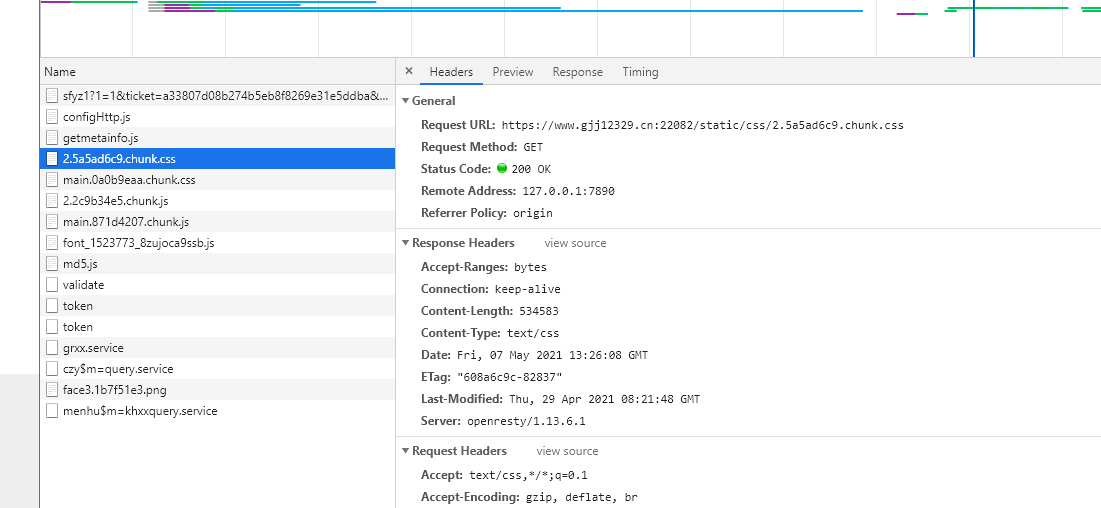 Name
sfyz1?1=1&ticket=a33807d08b274b5eb8f8269e31e5ddba&...
configHttp.js
getmetainfo.js
2.5a5ad6c9.chunk.css
main.0a0b9eaa.chunk.css
2.2c9b34e5.chunk.js
main.871d4207.chunk.js
font_1523773_8zujoca9ssb.js
md5.js
validate
token
token
grxx.service
czy$m=query.service
face3.1b7f51e3.png
menhu$m=khxxquery.service
× Headers Preview Response Timing
▼ General
Request URL: https://www.gjj12329.cn:22082/static/css/2.5a5ad6c9.chunk.css
Request Method: GET
Status Code: 200 OK
Remote Address: 127.0.0.1:7890
Referrer Policy: origin
▼ Response Headers view source
Accept-Ranges: bytes
Connection: keep-alive
Content-Length: 534583
Content-Type: text/css
Date: Fri, 07 May 2021 13:26:08 GMT
ETag: "608a6c9c-82837"
Last-Modified: Thu, 29 Apr 2021 08:21:48 GMT
Server: openresty/1.13.6.1
▼ Request Headers view source
Accept: text/css,*/*;q=0.1
Accept-Encoding: gzip, deflate, br